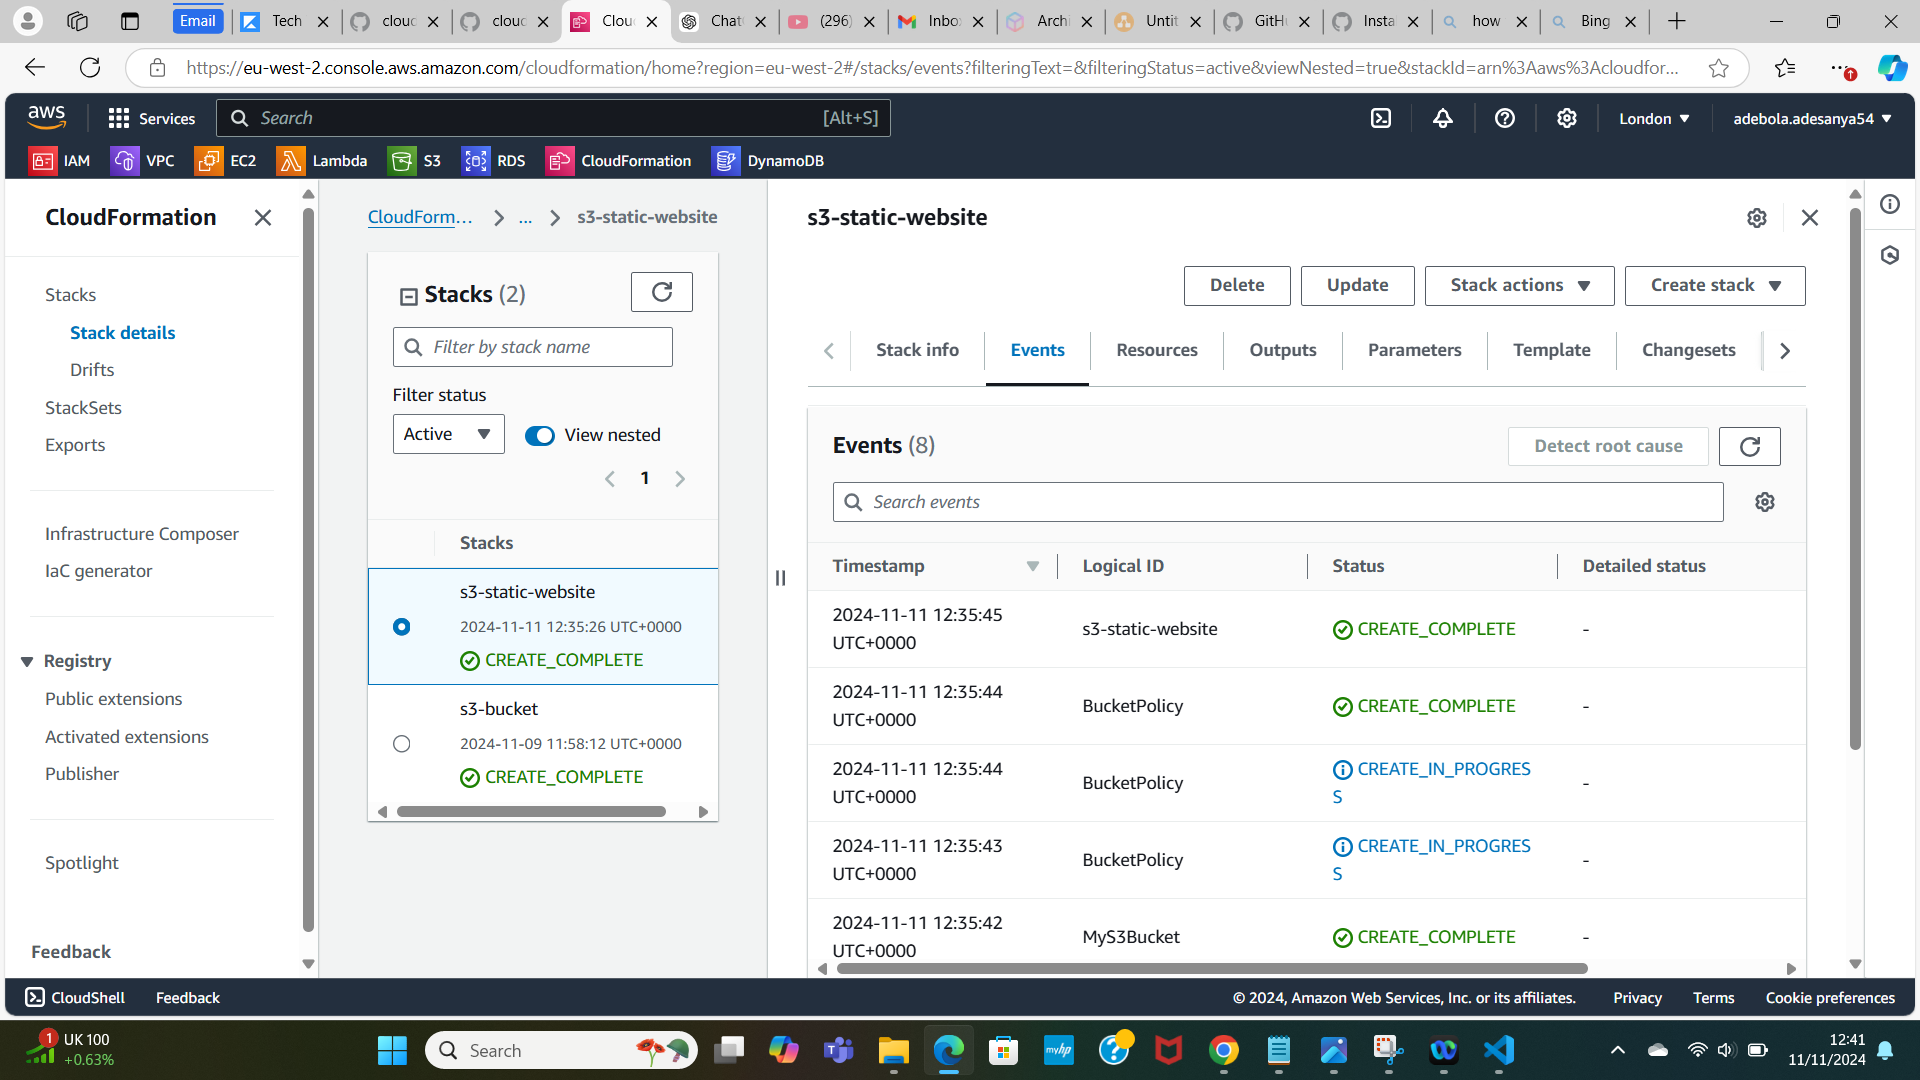 Email
Tech
clouc
clouc
Clou
Chat
(296)
Inbo
Archi
Untit
GitH
Insta
how
Bing
https://eu-west-2.console.aws.amazon.com/cloudformation/home?region=eu-west-2#/stacks/events?filteringText=&filteringStatus=active&viewNested=true&stackId=arn%3Aaws%3Acloudfor...
aws
Services
Search
[Alt+S]
London
adebola.adesanya54
IAM
VPC
EC2
Lambda
S3
RDS
CloudFormation
DynamoDB
CloudFormation
Stacks
Stack details
Drifts
StackSets
Exports
Infrastructure Composer
IaC generator
Registry
Public extensions
Activated extensions
Publisher
Spotlight
Feedback
CloudForm...
...
s3-static-website
Stacks (2)
Filter by stack name
Filter status
Active
View nested
1
Stacks
s3-static-website
2024-11-11 12:35:26 UTC+0000
CREATE_COMPLETE
s3-bucket
2024-11-09 11:58:12 UTC+0000
CREATE_COMPLETE
s3-static-website
Delete
Update
Stack actions
Create stack
Stack info
Events
Resources
Outputs
Parameters
Template
Changesets
Events (8)
Detect root cause
Search events
Timestamp
Logical ID
Status
Detailed status
2024-11-11 12:35:45
UTC+0000
s3-static-website
CREATE_COMPLETE
-
2024-11-11 12:35:44
UTC+0000
BucketPolicy
CREATE_COMPLETE
-
2024-11-11 12:35:44
UTC+0000
BucketPolicy
CREATE_IN_PROGRES
S
-
2024-11-11 12:35:43
UTC+0000
BucketPolicy
CREATE_IN_PROGRES
S
-
2024-11-11 12:35:42
UTC+0000
MyS3Bucket
CREATE_COMPLETE
-
CloudShell
Feedback
© 2024, Amazon Web Services, Inc. or its affiliates.
Privacy
Terms
Cookie preferences
1
UK 100
+0.63%
Search
myhp
12:41
11/11/2024